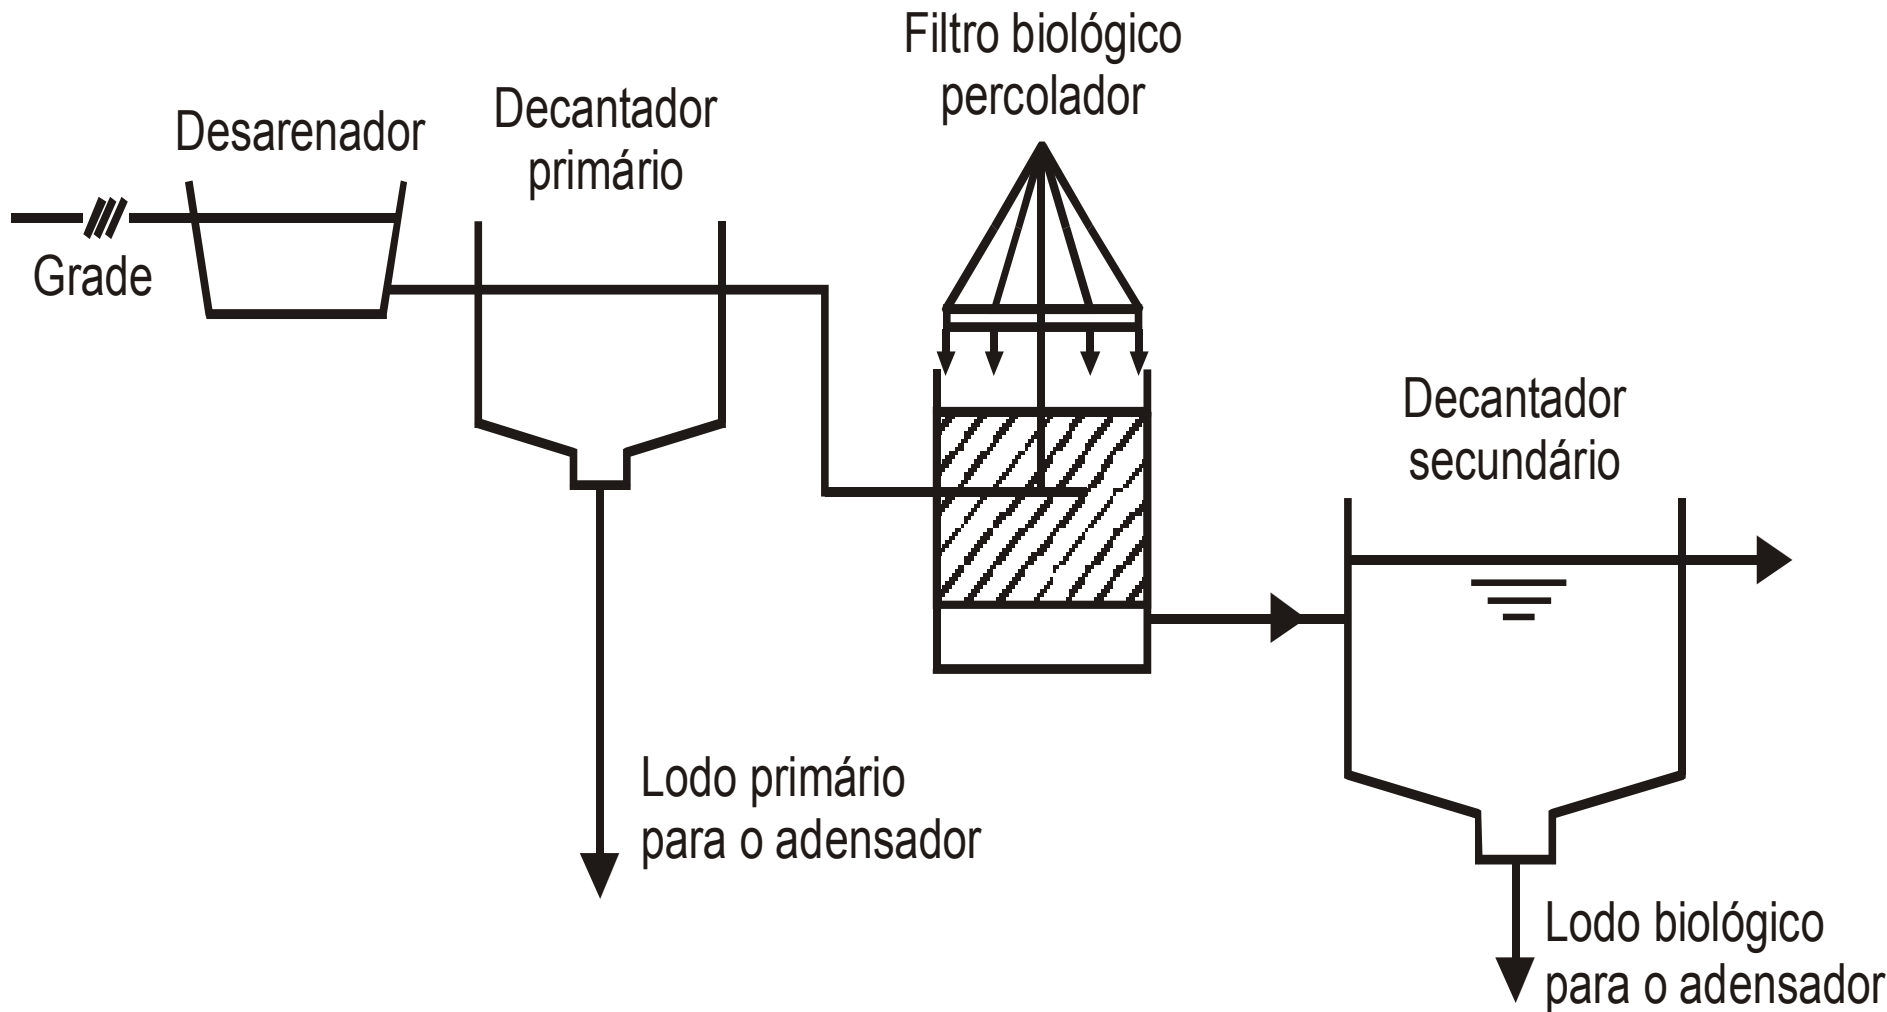 Filtro biológico
percolador
Decantador
primário
Desarenador
Grade
Decantador
secundário
Lodo primário
para o adensador
Lodo biológico
para o adensador